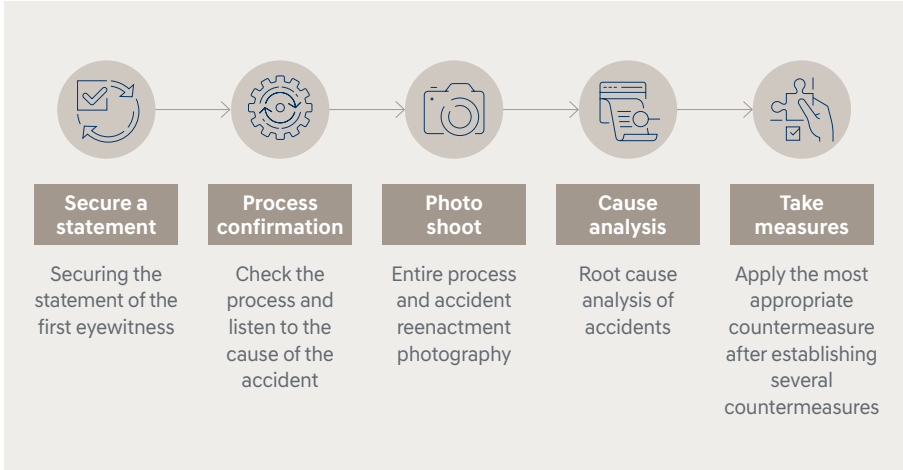 Secure a
statement
Securing the
statement of the
first eyewitness
Process
confirmation
Check the
process and
listen to the
cause of the
accident
Photo
shoot
Entire process
and accident
reenactment
photography
Cause
analysis
Root cause
analysis of
accidents
Take
measures
Apply the most
appropriate
countermeasure
after establishing
several
countermeasures